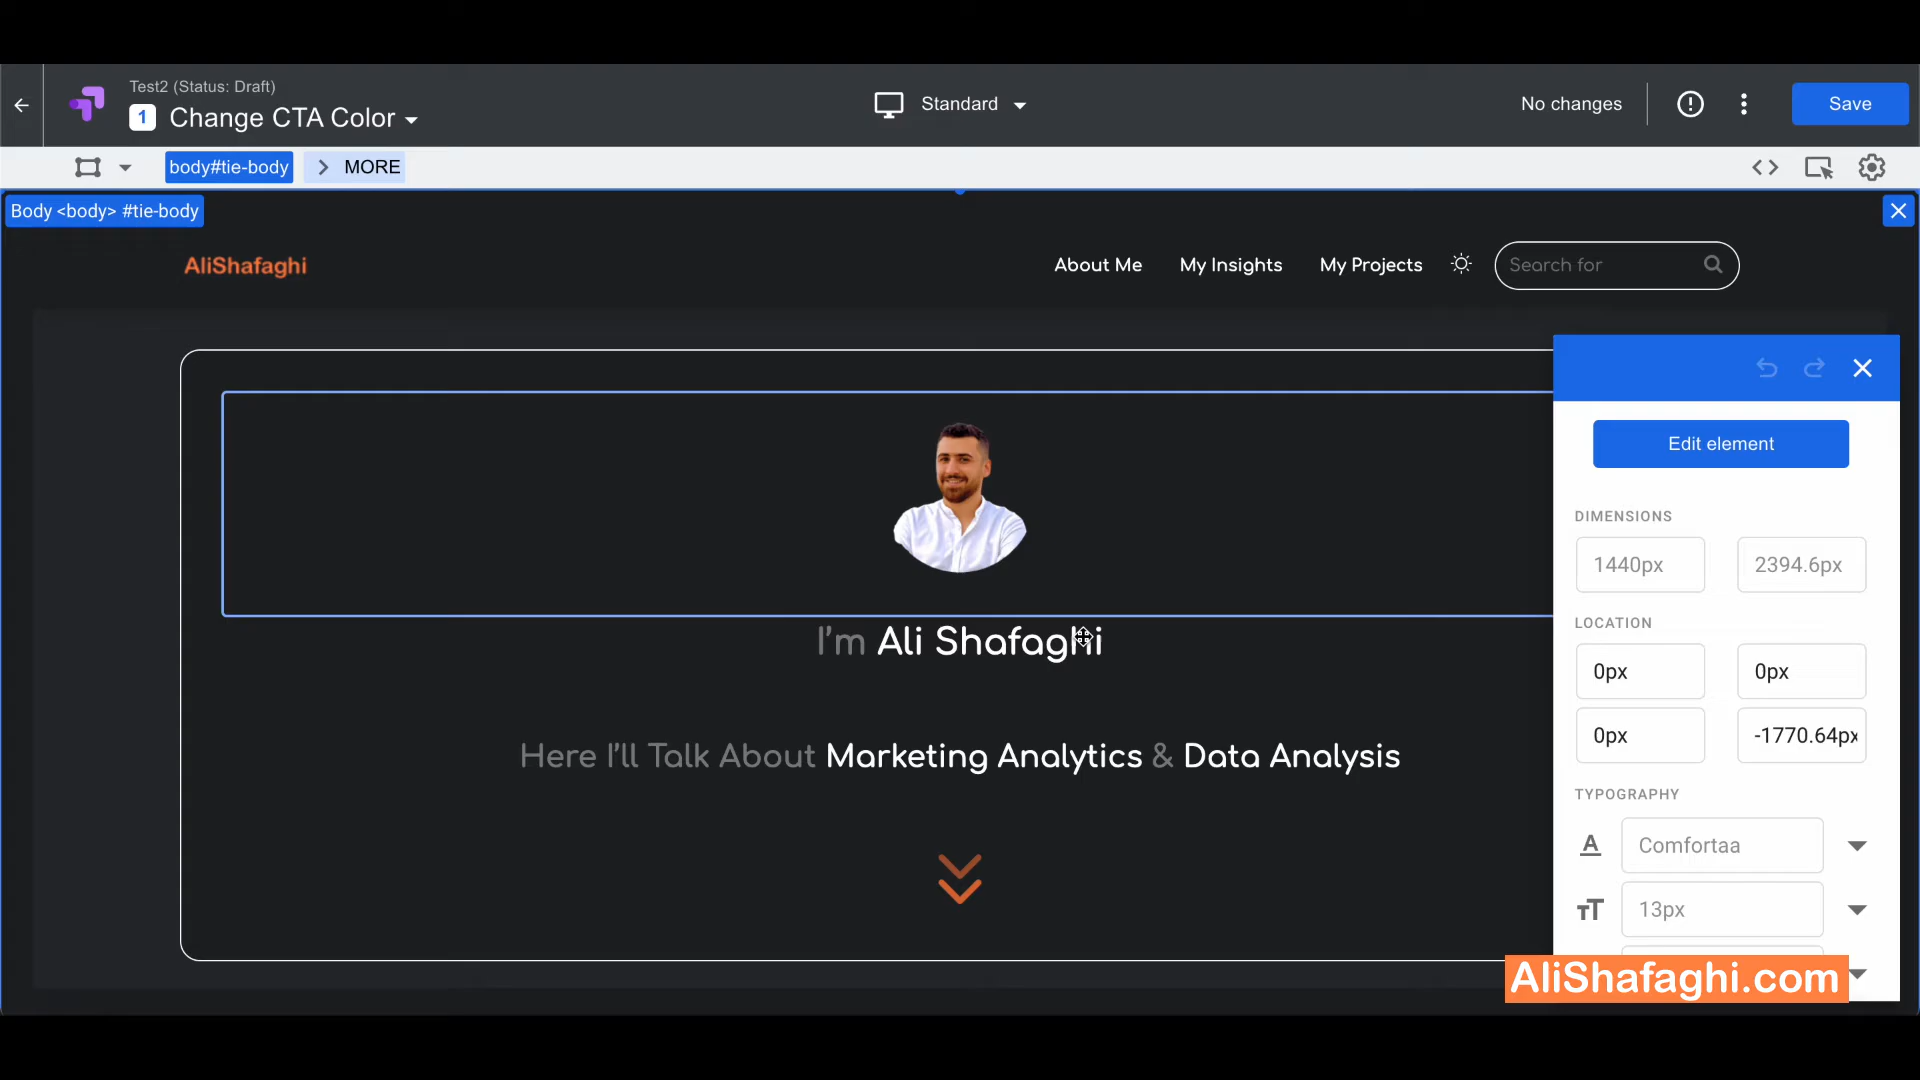 Test2 (Status: Draft)
1 Change CTA Color
Standard
No changes
Save
body#tie-body
MORE
Body <body> #tie-body
AliShafaghi
About Me
My Insights
My Projects
Search for
Edit element
DIMENSIONS
1440px
2394.6px
LOCATION
0px
0px
0px
-1770.64px
TYPOGRAPHY
A
Comfortaa
TT
13px
I'm Ali Shafaghi
Here I'll Talk About Marketing Analytics & Data Analysis
AliShafaghi.com